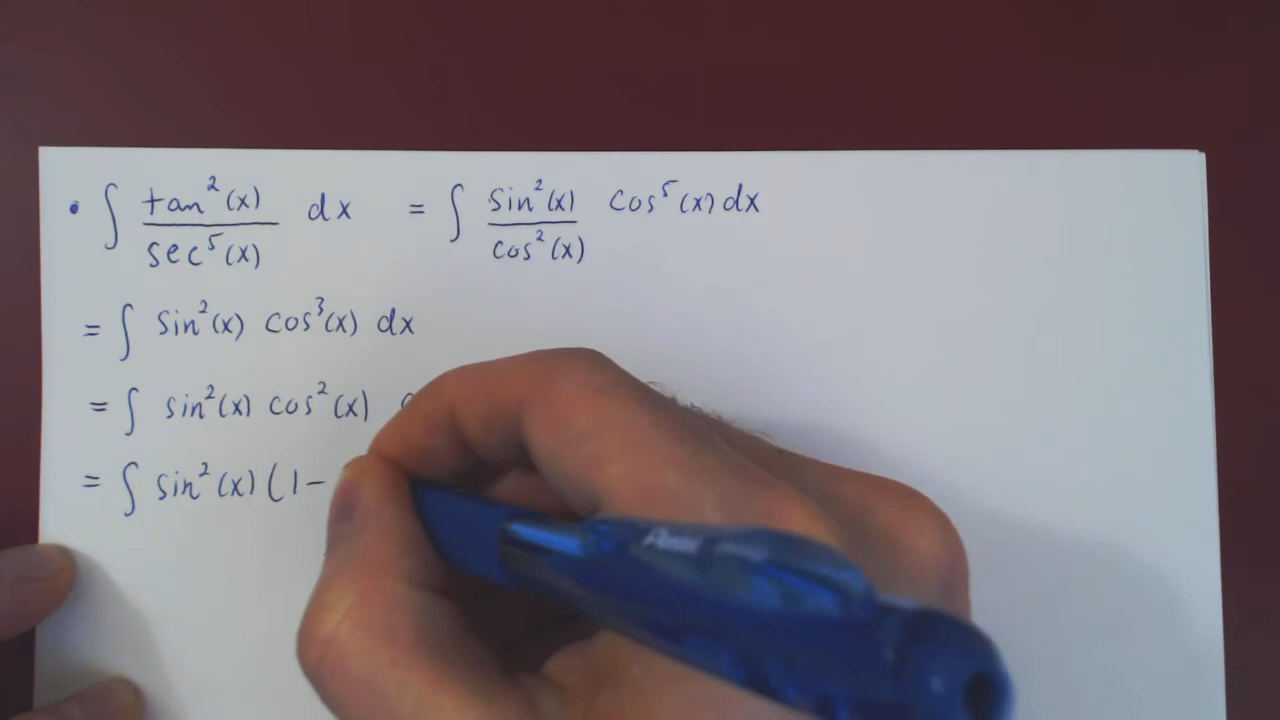 • ∫ tan²(x) / sec⁵(x) dx = ∫ sin²(x) / cos²(x) cos⁵(x) dx
= ∫ sin²(x) cos³(x) dx
= ∫ sin²(x) cos²(x)
= ∫ sin²(x) (1 −